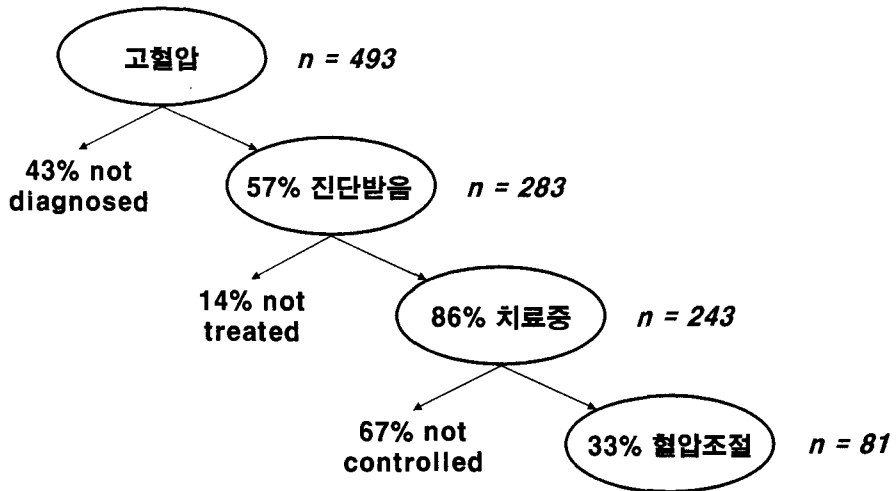 고혈압 n = 493
43% not
diagnosed
57% 진단받음 n = 283
14% not
treated
86% 치료중 n = 243
67% not
controlled
33% 혈압조절 n = 81